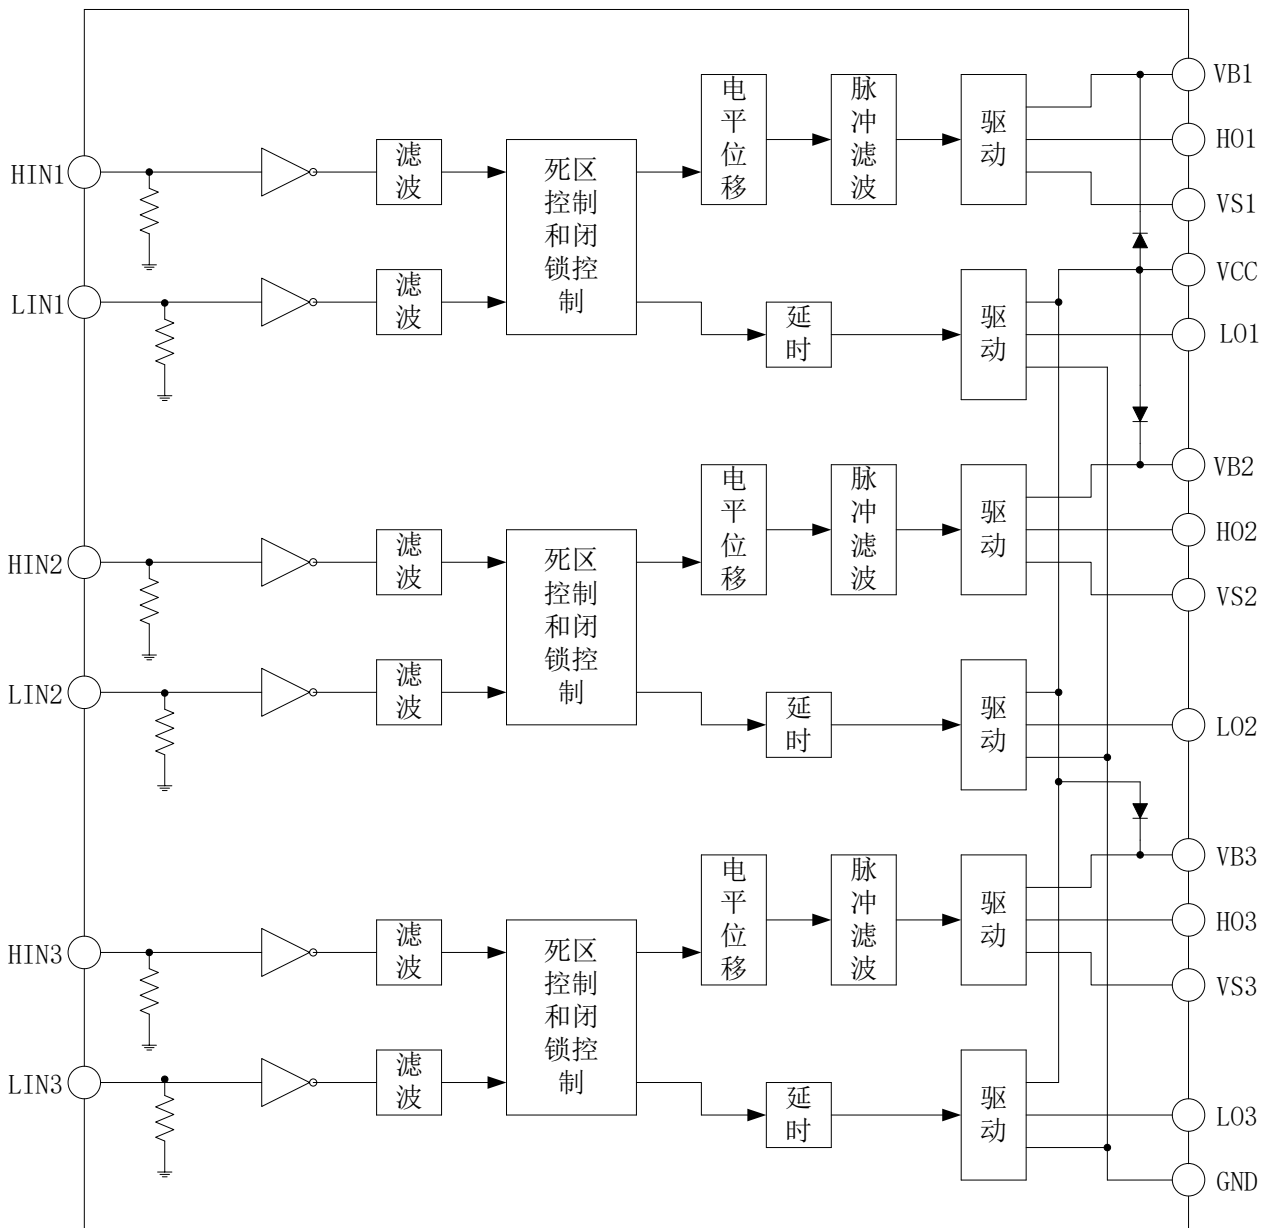 VB1
电平位移
脉冲滤波
驱动
HO1
HIN1
滤波
死区
控制
和闭
锁控
制
VS1
VCC
LIN1
滤波
延时
驱动
LO1
VB2
电平位移
脉冲滤波
驱动
HO2
HIN2
滤波
死区
控制
和闭
锁控
制
VS2
LIN2
滤波
延时
驱动
LO2
VB3
电平位移
脉冲滤波
驱动
HO3
HIN3
滤波
死区
控制
和闭
锁控
制
VS3
LIN3
滤波
延时
驱动
LO3
GND